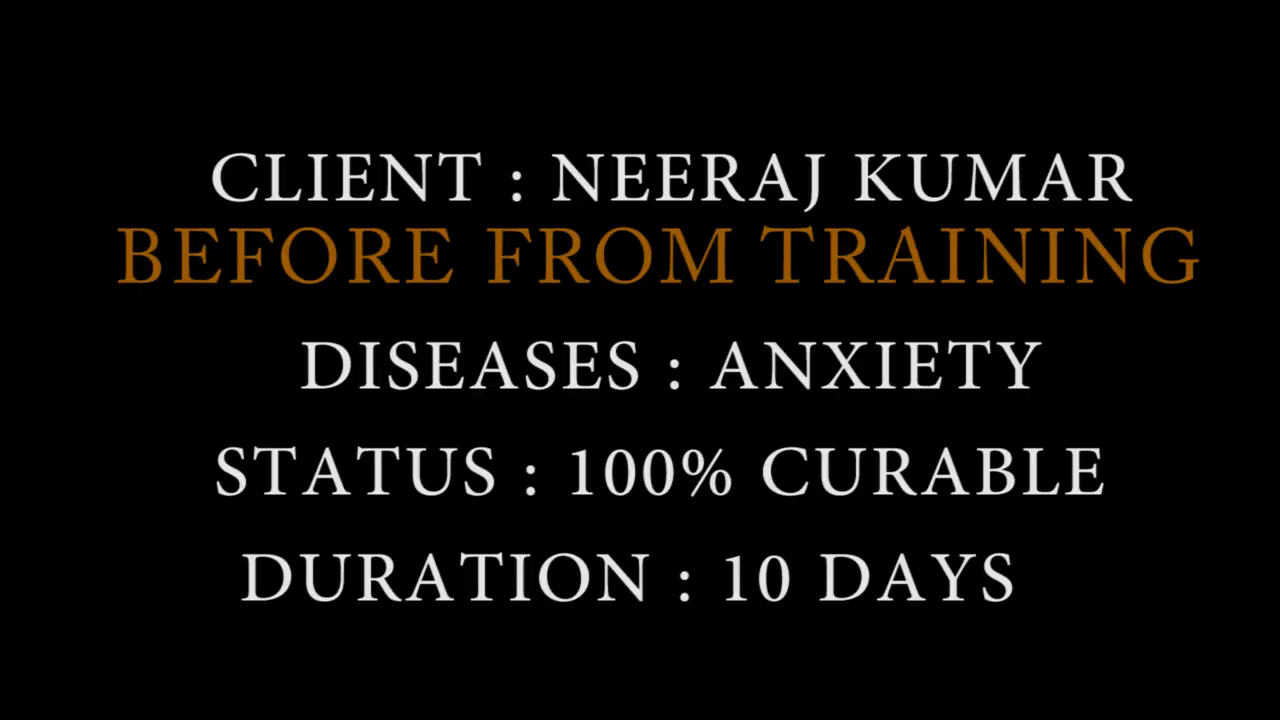 CLIENT : NEERAJ KUMAR
BEFORE FROM TRAINING
DISEASES : ANXIETY
STATUS : 100% CURABLE
DURATION : 10 DAYS